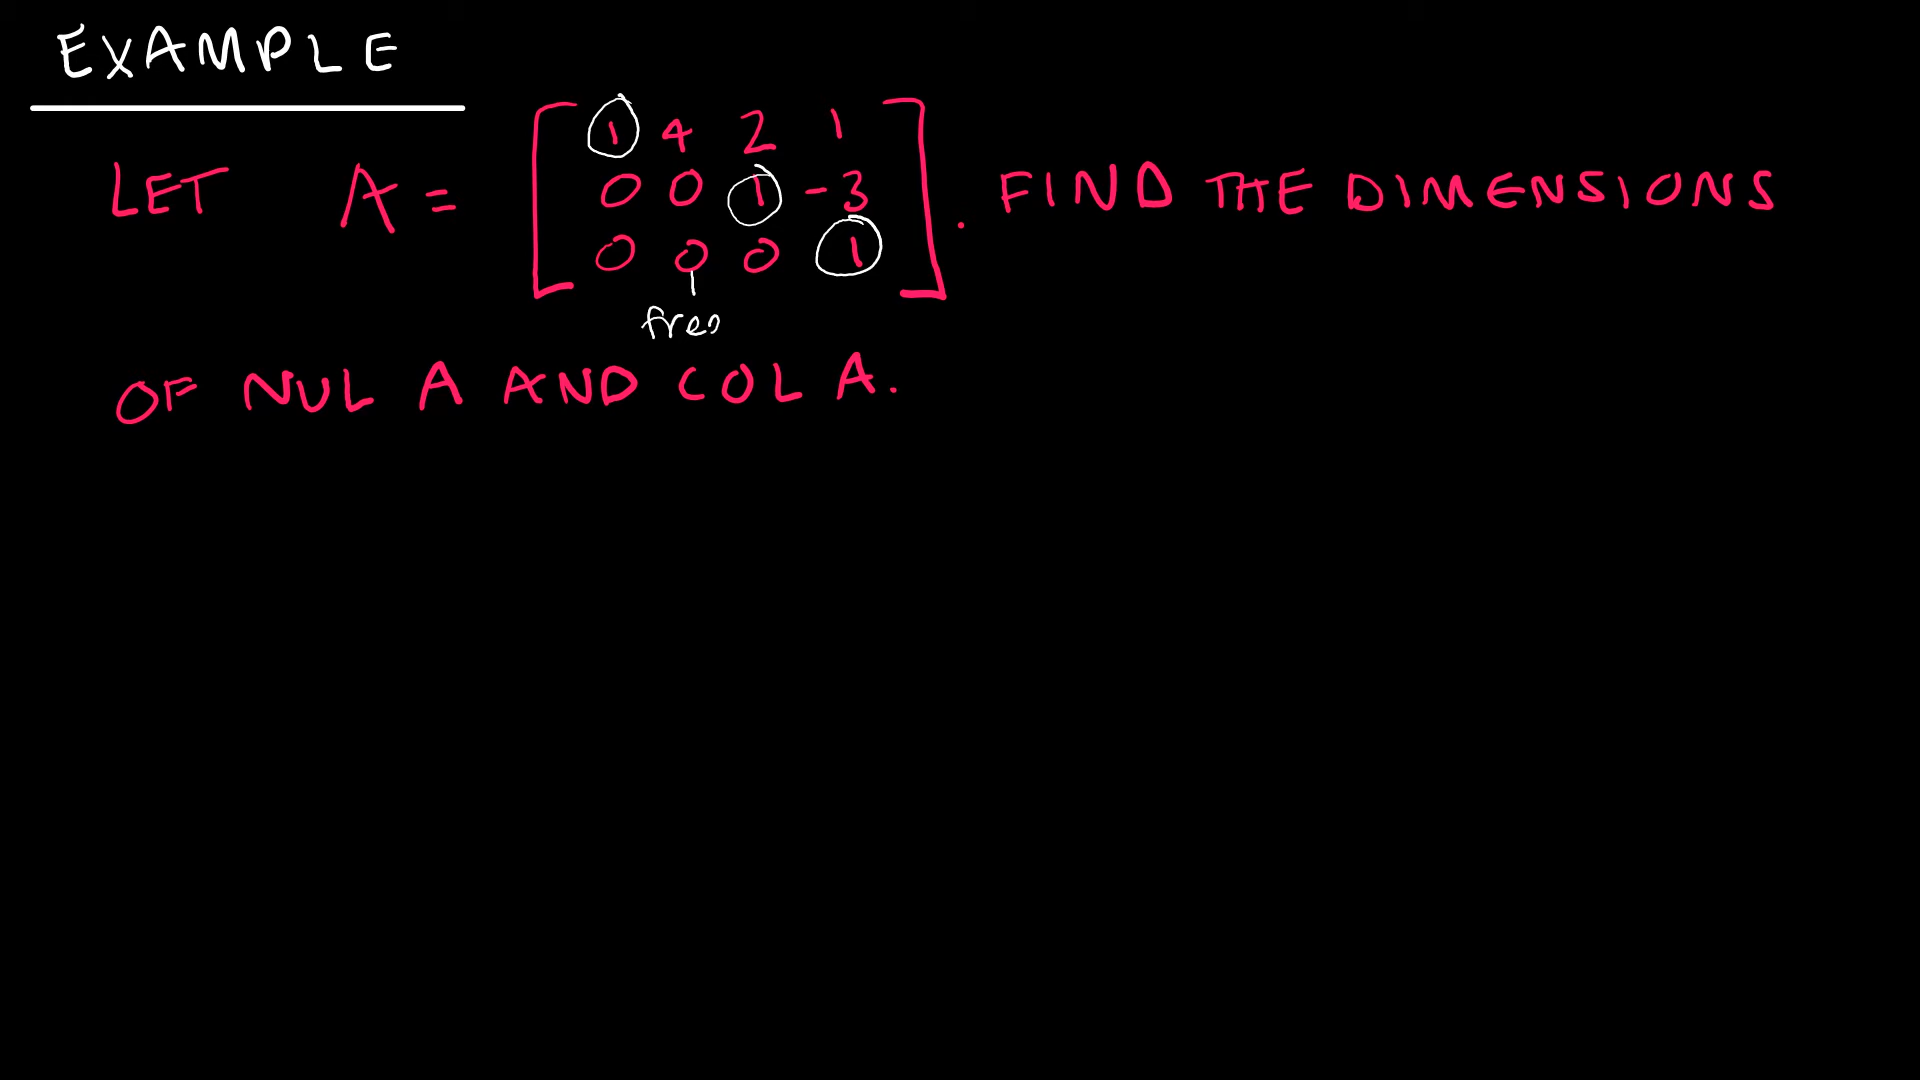 EXAMPLE
LET A = [ 1 4 2 1
0 0 1 -3
0 0 0 1 ] . FIND THE DIMENSIONS
free
OF NUL A AND COL A.